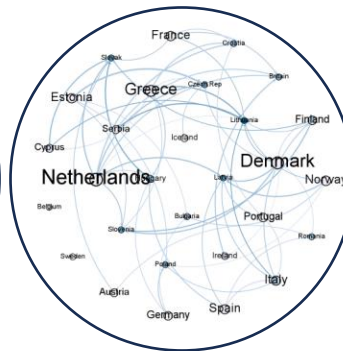 France
Croatia
Slovak
Britain
Czech Rep
Greece
Estonia
Lithuania
Finland
Serbia
Iceland
Cyprus
Denmark
Netherlands
Latvia
Norway
Belgium
Bulgaria
Portugal
Slovenia
Romania
Sweden
Poland
Ireland
Italy
Austria
Spain
Germany